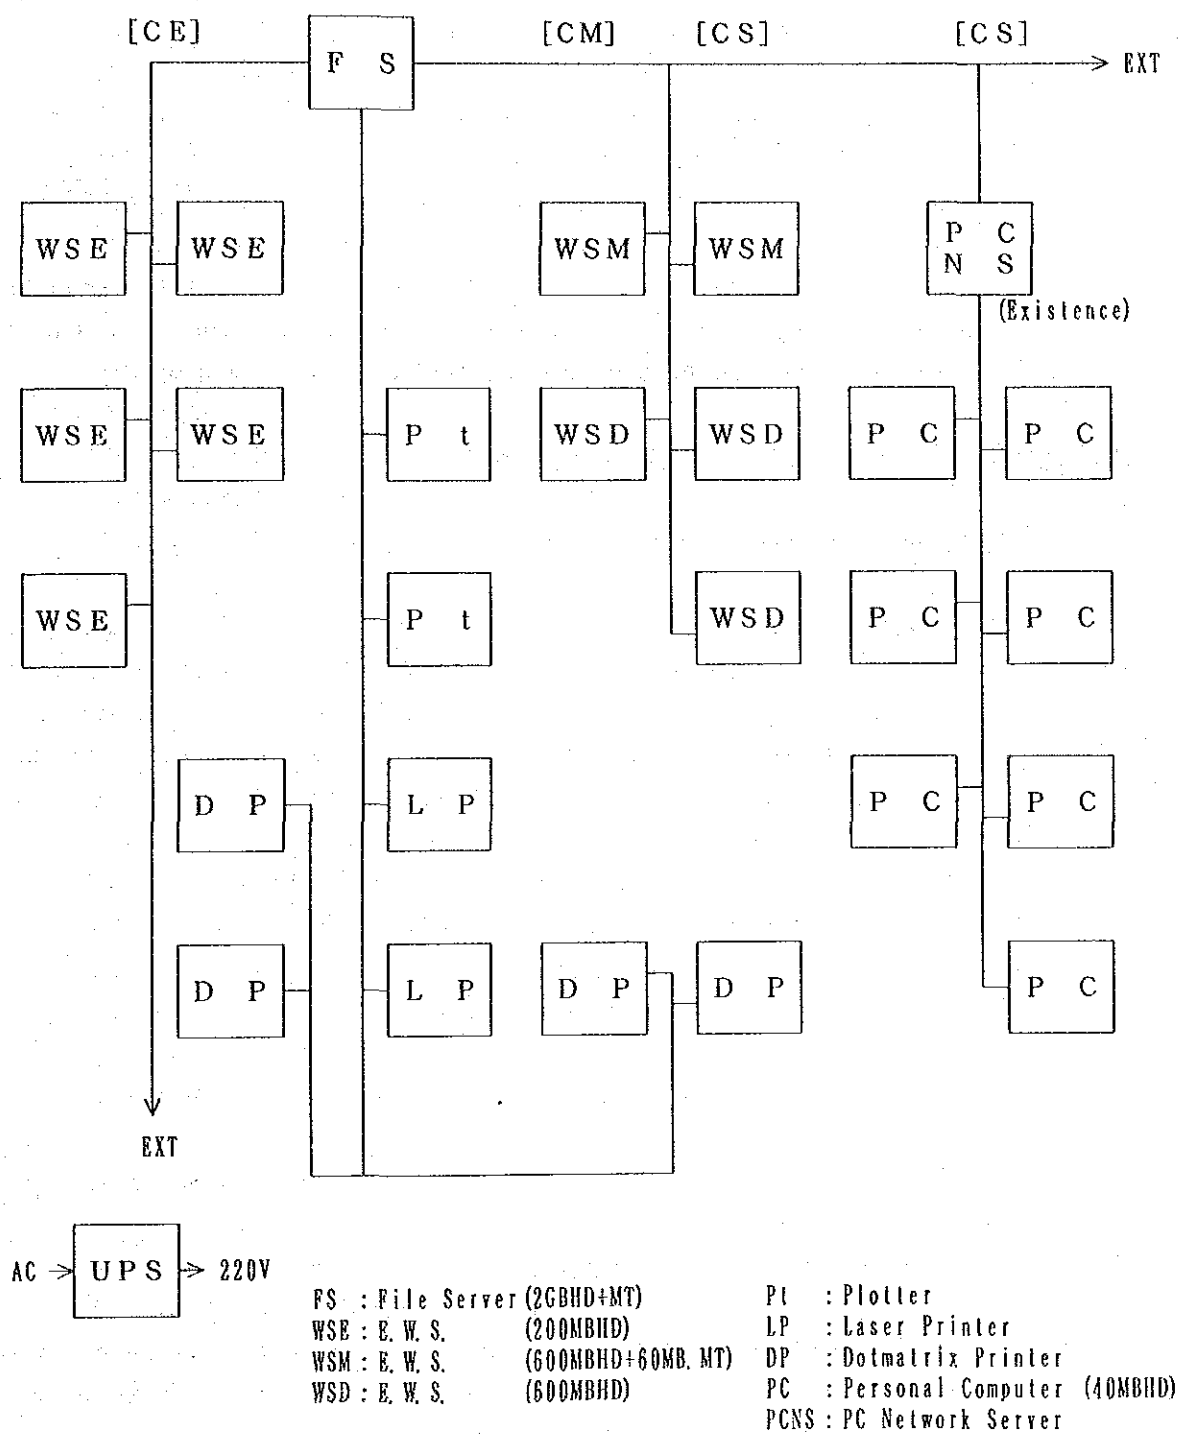 [CE] [CM] [CS] [CS]
F S
EXT
WSE WSE WSM WSM P C
N S
(Existence)
WSE WSE P t WSD WSD P C P C
WSE P t WSD P C P C
D P L P P C P C
D P L P D P D P P C
EXT
AC UPS 220V
FS : File Server (2GBHD+MT)
WSE : E. W. S. (200MBHD)
WSM : E. W. S. (600MBHD+60MB. MT)
WSD : E. W. S. (600MBHD)
Pt : Plotter
LP : Laser Printer
DP : Dotmatrix Printer
PC : Personal Computer (40MBHD)
PCNS : PC Network Server